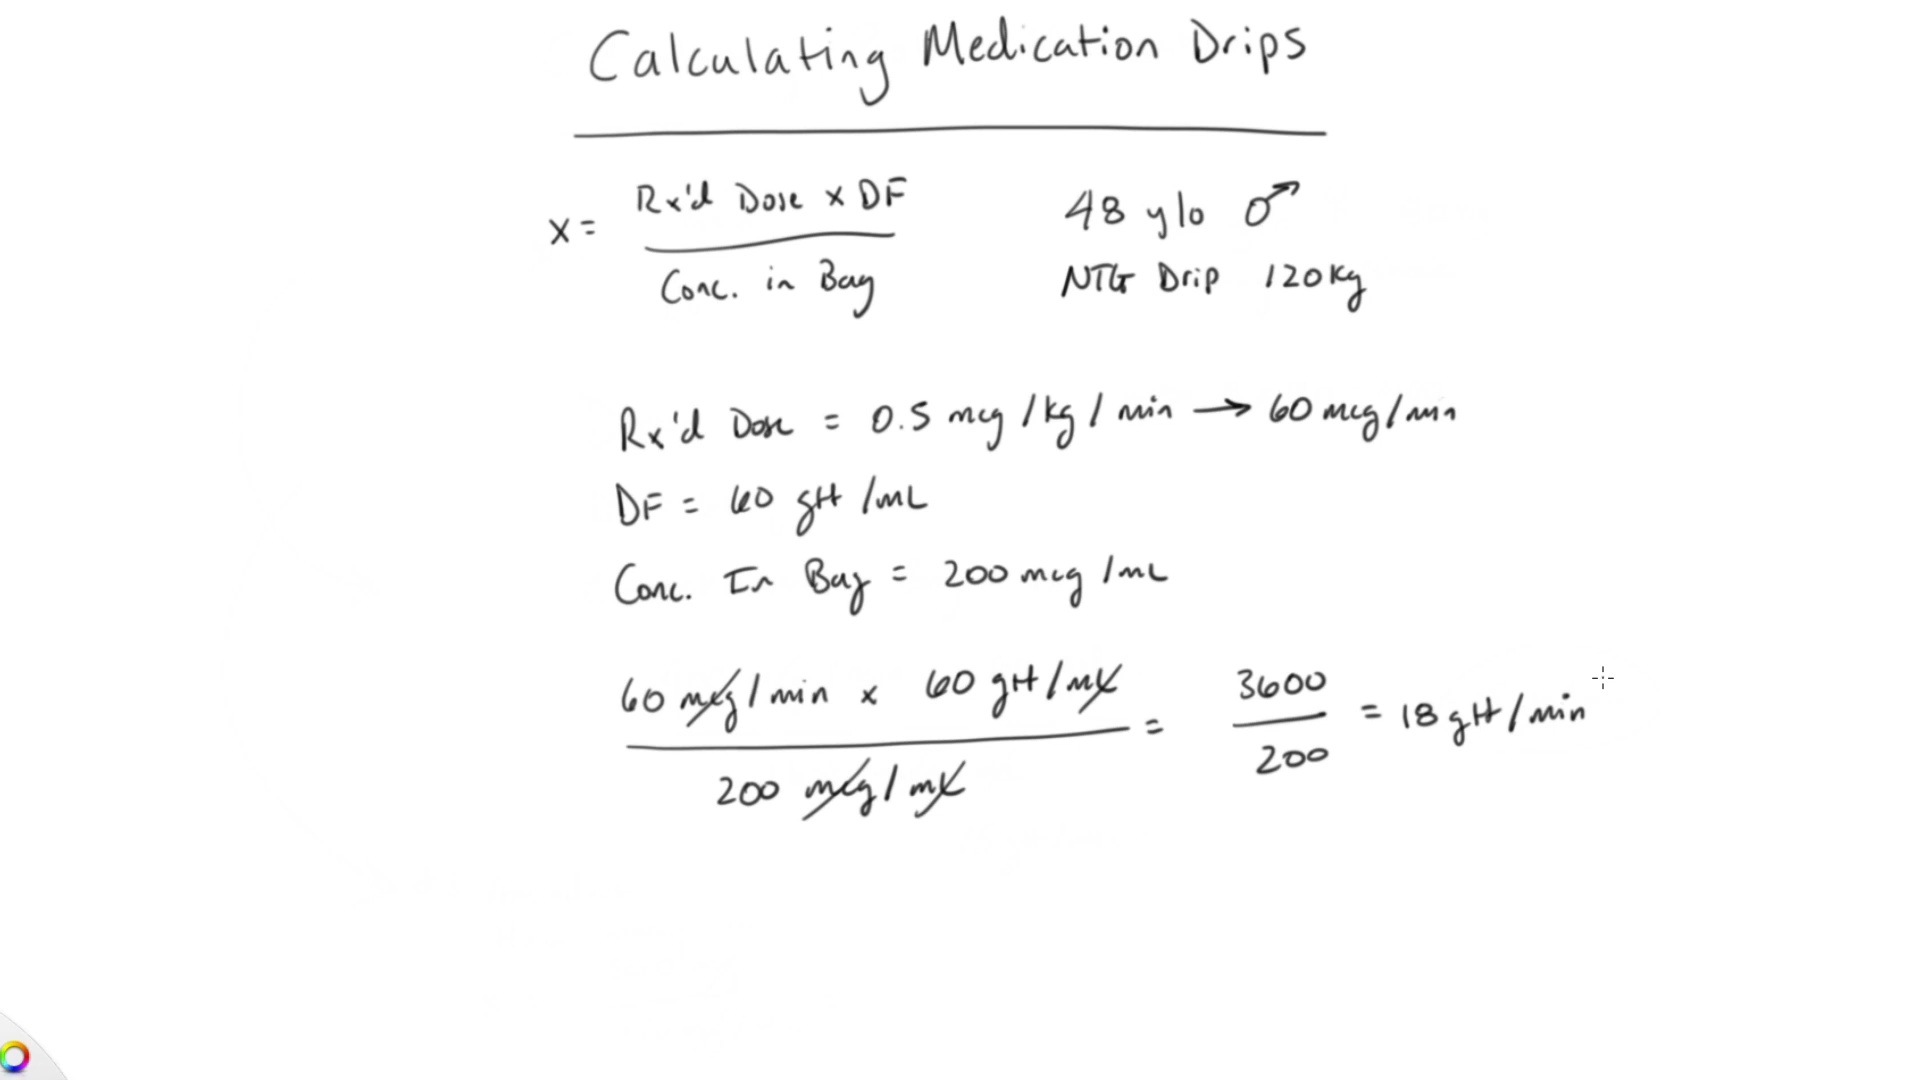 Calculating Medication Drips
x = Rx'd Dose x DF
Conc. in Bag
48 y/o ♂
NTG Drip 120kg
Rx'd Dose = 0.5 mcg/kg/min → 60 mcg/min
DF = 60 gtt/mL
Conc. In Bag = 200 mcg/mL
60 mcg/min x 60 gtt/mL = 3600 = 18 gtt/min
200 mcg/mL 200